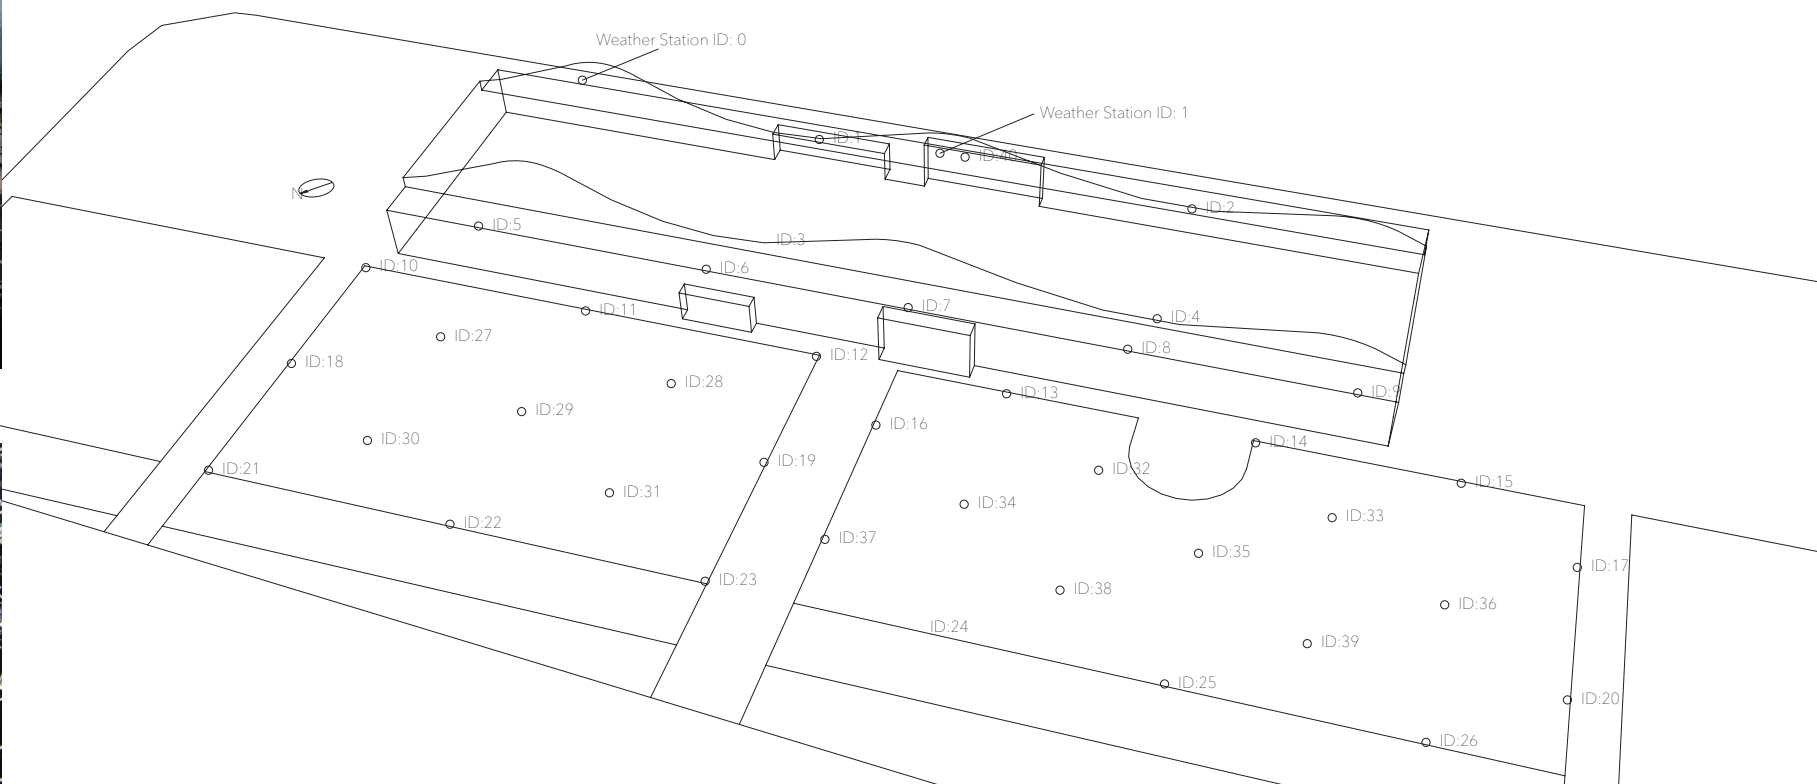 Weather Station ID: 0
Weather Station ID: 1
ID:1
ID:40
N
ID:2
ID:5
ID:3
ID:10
ID:6
ID:11
ID:7
ID:4
ID:27
ID:12
ID:8
ID:18
ID:28
ID:13
ID:9
ID:29
ID:16
ID:30
ID:14
ID:21
ID:19
ID:32
ID:15
ID:31
ID:34
ID:33
ID:22
ID:37
ID:35
ID:17
ID:23
ID:38
ID:36
ID:24
ID:39
ID:25
ID:20
ID:26